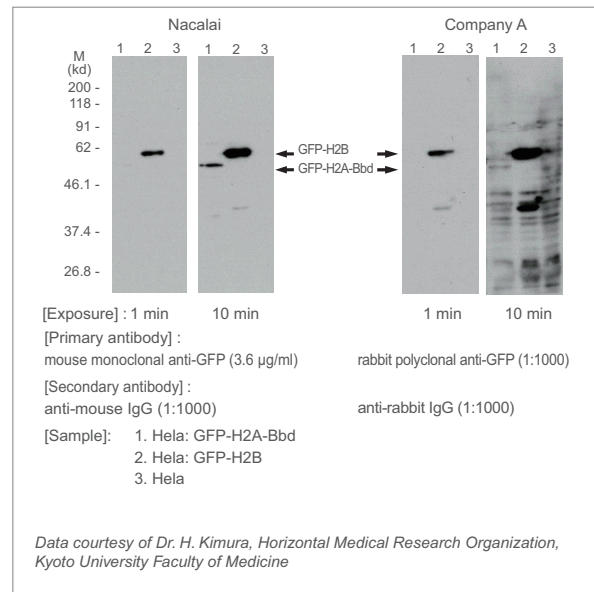 Nacalai Company A
1 2 3 1 2 3 1 2 3 1 2 3
M
(kd)
200 -
118 -
91 -
62 -
46.1 -
37.4 -
26.8 -
GFP-H2B
GFP-H2A-Bbd
[Exposure] : 1 min 10 min 1 min 10 min
[Primary antibody] :
mouse monoclonal anti-GFP (3.6 µg/ml) rabbit polyclonal anti-GFP (1:1000)
[Secondary antibody] :
anti-mouse IgG (1:1000) anti-rabbit IgG (1:1000)
[Sample]: 1. Hela: GFP-H2A-Bbd
2. Hela: GFP-H2B
3. Hela
Data courtesy of Dr. H. Kimura, Horizontal Medical Research Organization,
Kyoto University Faculty of Medicine